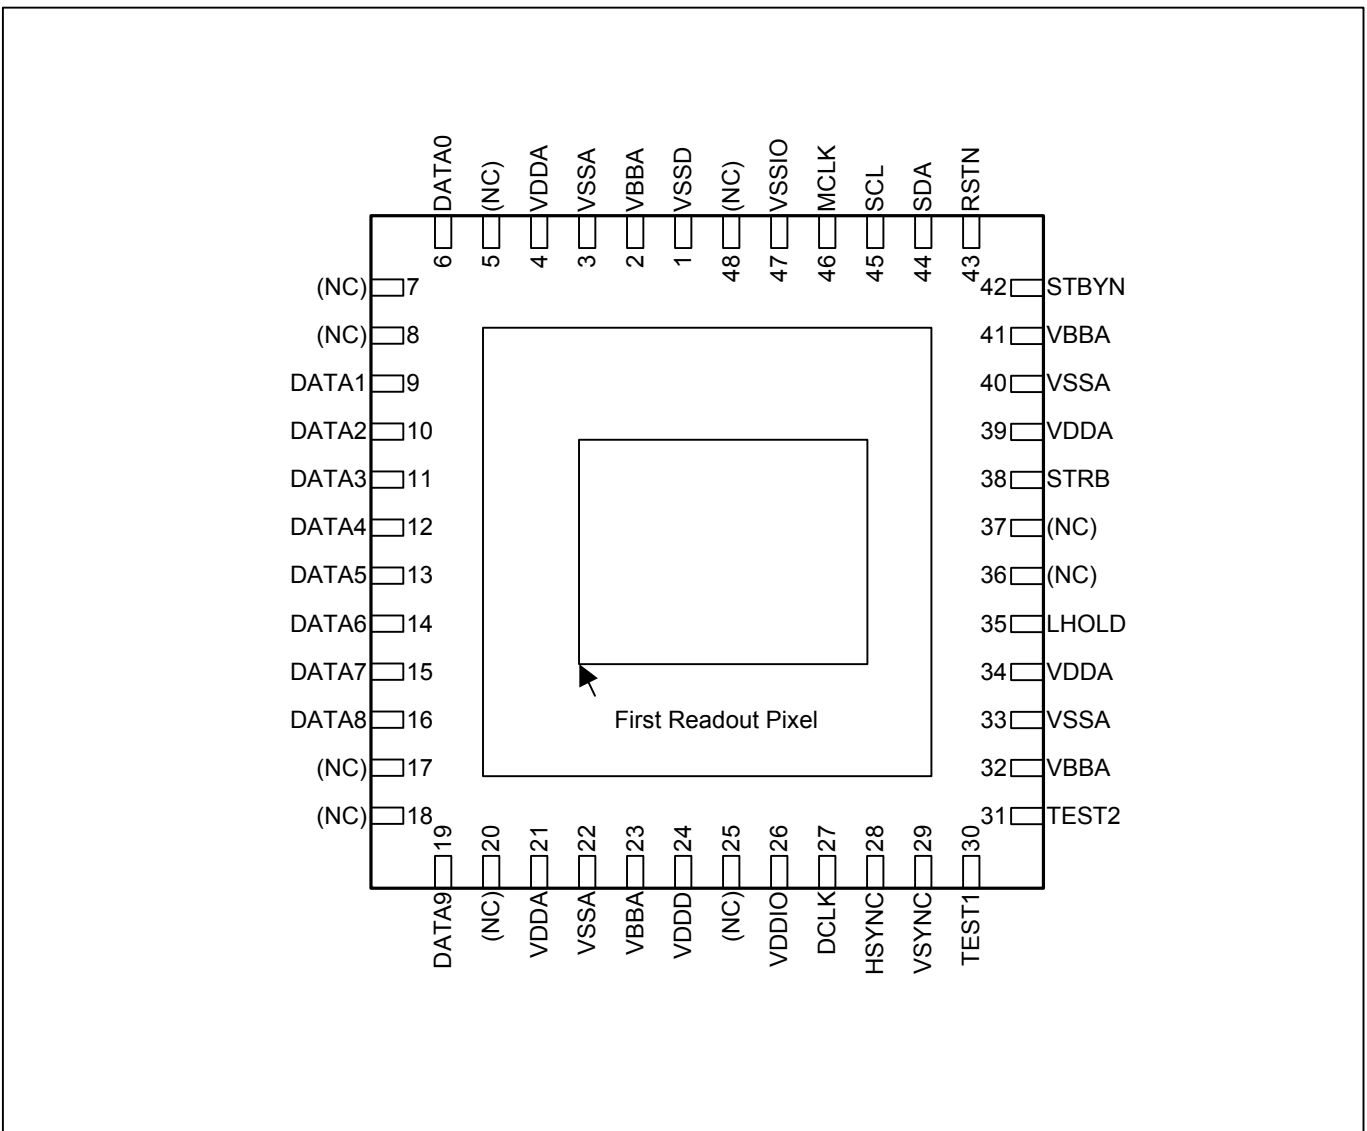 DATA0 (NC) VDDA VSSA VBBA VSSD (NC) VSSIO MCLK SCL SDA RSTN
6 5 4 3 2 1 48 47 46 45 44 43
(NC) 7 42 STBYN
(NC) 8 41 VBBA
DATA1 9 40 VSSA
DATA2 10 39 VDDA
DATA3 11 38 STRB
DATA4 12 37 (NC)
DATA5 13 36 (NC)
DATA6 14 35 LHOLD
DATA7 15 34 VDDA
DATA8 16 First Readout Pixel 33 VSSA
(NC) 17 32 VBBA
(NC) 18 31 TEST2
19 20 21 22 23 24 25 26 27 28 29 30
DATA9 (NC) VDDA VSSA VBBA VDDD (NC) VDDIO DCLK HSYNC VSYNC TEST1